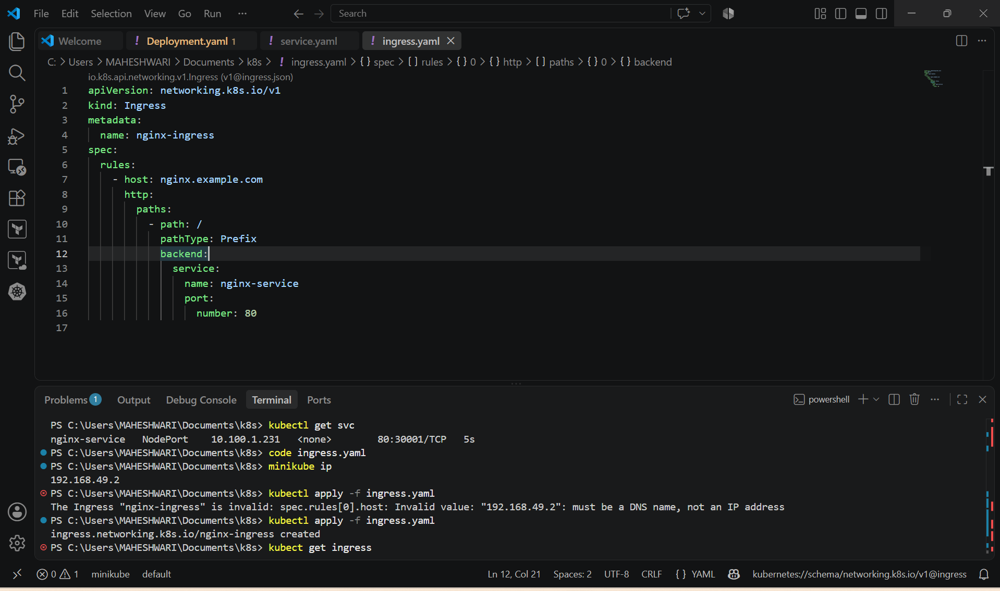 File Edit Selection View Go Run ···
Search
Welcome
! Deployment.yaml 1
! service.yaml
! ingress.yaml
C: > Users > MAHESHWARI > Documents > k8s > ! ingress.yaml > {} spec > [] rules > {} 0 > {} http > [] paths > {} 0 > {} backend
io.k8s.api.networking.v1.Ingress (v1@ingress.json)
1 apiVersion: networking.k8s.io/v1
2 kind: Ingress
3 metadata:
4   name: nginx-ingress
5 spec:
6   rules:
7     - host: nginx.example.com
8       http:
9         paths:
10           - path: /
11             pathType: Prefix
12             backend:
13               service:
14                 name: nginx-service
15                 port:
16                   number: 80
17
Problems 1 Output Debug Console Terminal Ports
powershell
PS C:\Users\MAHESHWARI\Documents\k8s> kubectl get svc
nginx-service   NodePort    10.100.1.231   <none>        80:30001/TCP   5s
PS C:\Users\MAHESHWARI\Documents\k8s> code ingress.yaml
PS C:\Users\MAHESHWARI\Documents\k8s> minikube ip
192.168.49.2
PS C:\Users\MAHESHWARI\Documents\k8s> kubectl apply -f ingress.yaml
The Ingress "nginx-ingress" is invalid: spec.rules[0].host: Invalid value: "192.168.49.2": must be a DNS name, not an IP address
PS C:\Users\MAHESHWARI\Documents\k8s> kubectl apply -f ingress.yaml
ingress.networking.k8s.io/nginx-ingress created
PS C:\Users\MAHESHWARI\Documents\k8s> kubect get ingress
0 1 minikube default
Ln 12, Col 21 Spaces: 2 UTF-8 CRLF {} YAML kubernetes://schema/networking.k8s.io/v1@ingress